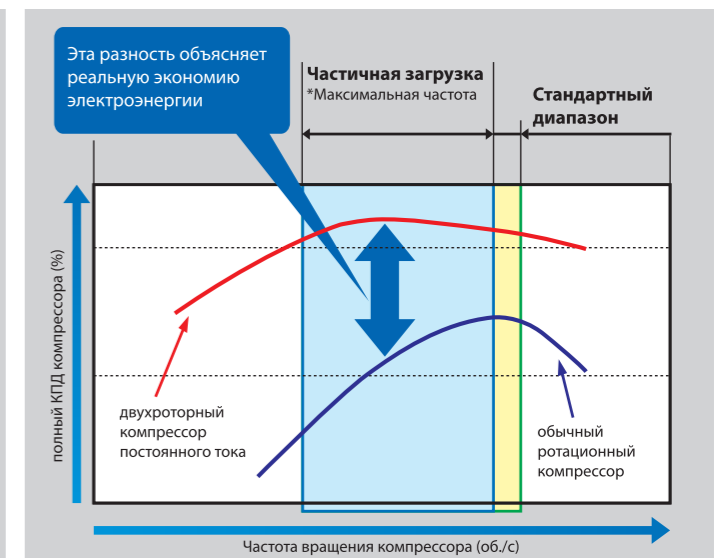 Эта разность объясняет
реальную экономию
электроэнергии
Частичная загрузка
*Максимальная частота
Стандартный
диапазон
полный КПД компрессора (%)
двухроторный
компрессор
постоянного тока
обычный
ротационный
компрессор
Частота вращения компрессора (об./с)